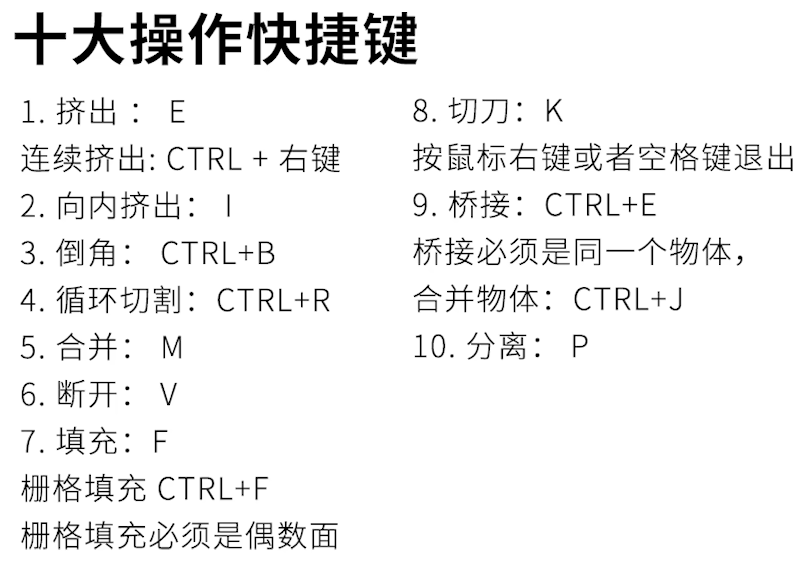 十大操作快捷键
1. 挤出： E
连续挤出: CTRL + 右键
2. 向内挤出： I
3. 倒角： CTRL+B
4. 循环切割：CTRL+R
5. 合并： M
6. 断开： V
7. 填充：F
栅格填充 CTRL+F
栅格填充必须是偶数面
8. 切刀：K
按鼠标右键或者空格键退出
9. 桥接：CTRL+E
桥接必须是同一个物体，
合并物体：CTRL+J
10. 分离： P